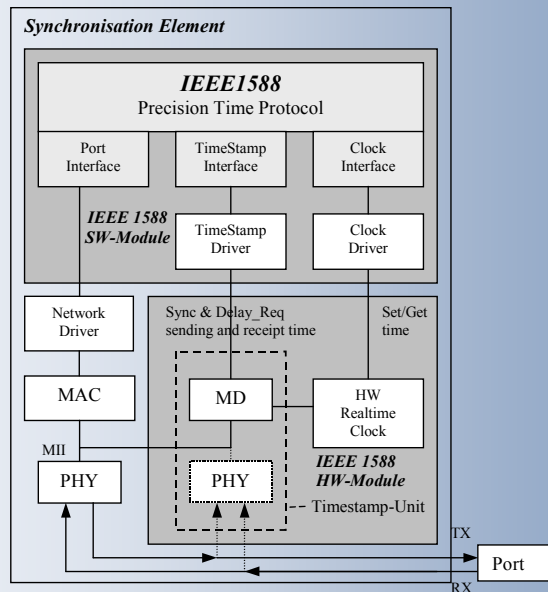 Synchronisation Element
IEEE1588
Precision Time Protocol
Port
Interface
TimeStamp
Interface
Clock
Interface
IEEE 1588
SW-Module
TimeStamp
Driver
Clock
Driver
Network
Driver
Sync & Delay_Req
sending and receipt time
Set/Get
time
MAC
MD
HW
Realtime
Clock
MII
PHY
PHY
IEEE 1588
HW-Module
Timestamp-Unit
TX
Port
RX